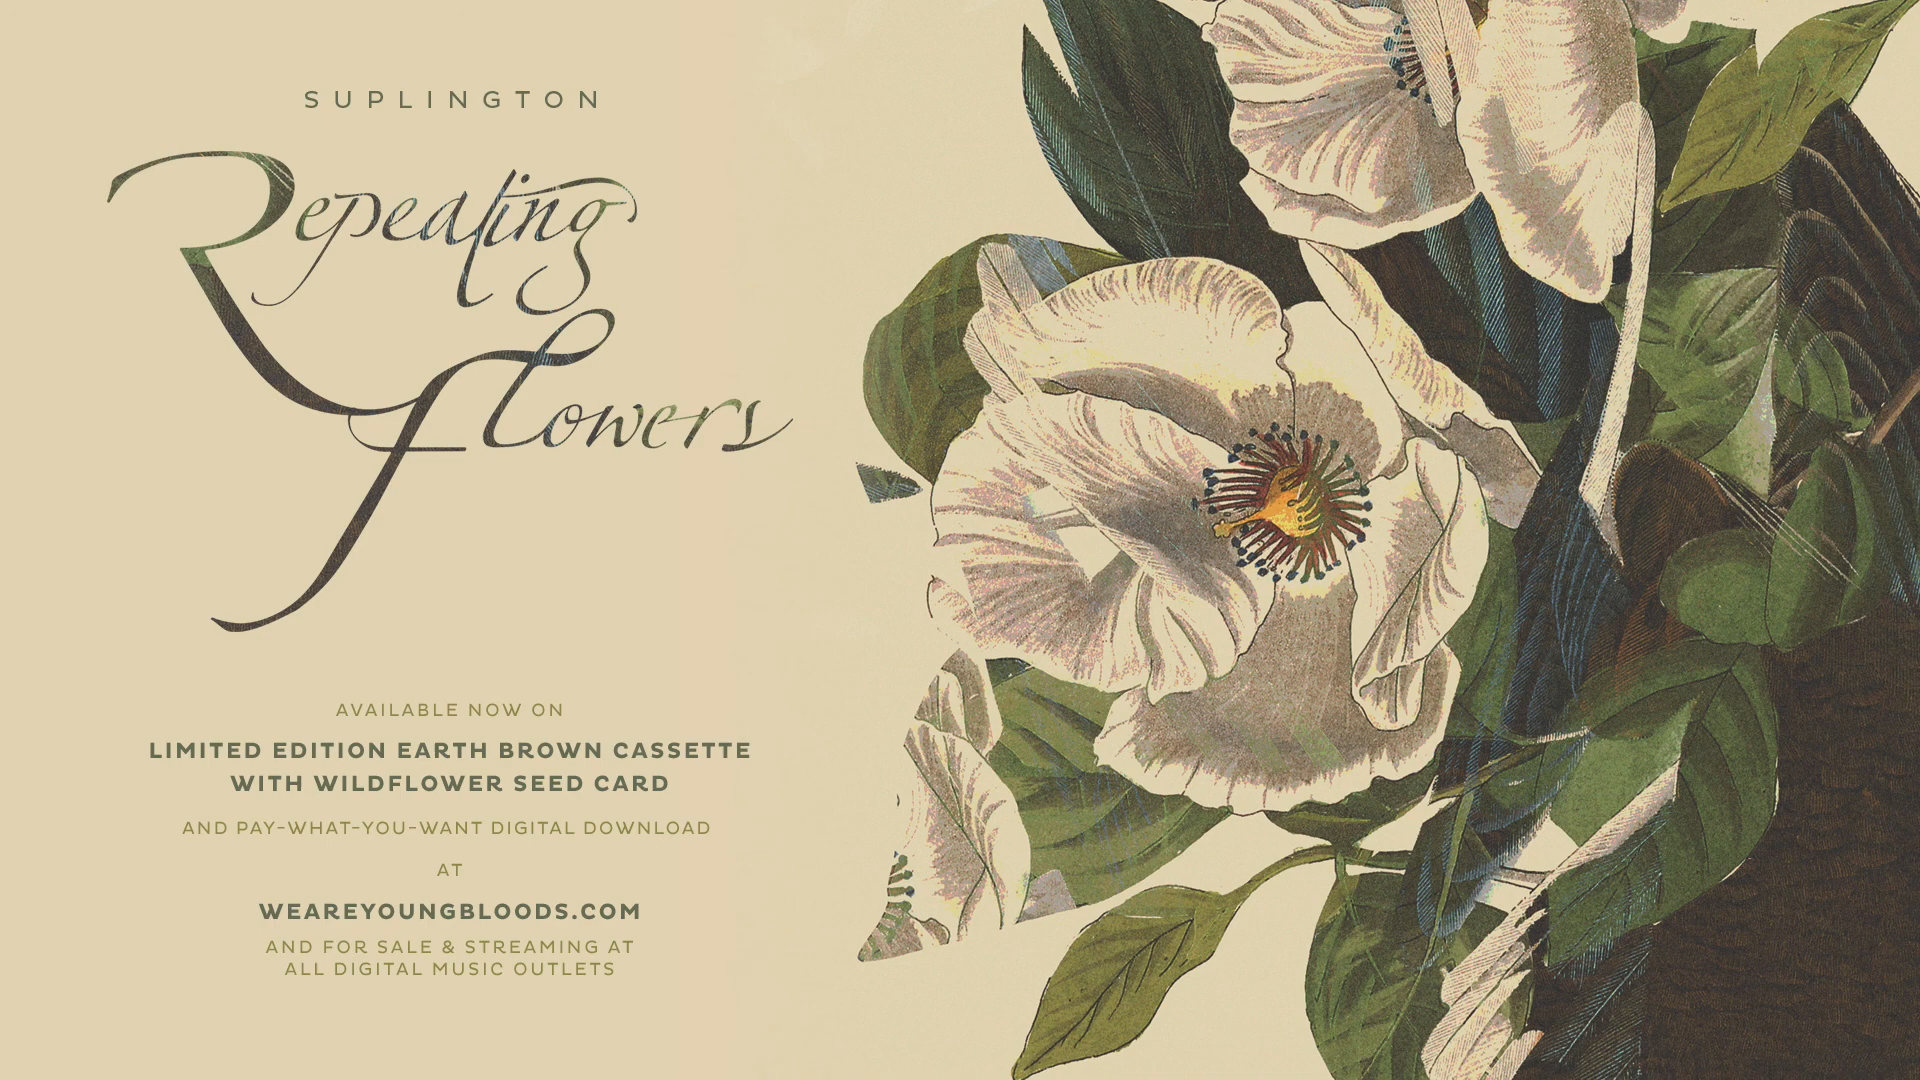 SUPLINGTON
Repeating
Flowers
AVAILABLE NOW ON
LIMITED EDITION EARTH BROWN CASSETTE
WITH WILDFLOWER SEED CARD
AND PAY-WHAT-YOU-WANT DIGITAL DOWNLOAD
AT
WEAREYOUNGBLOODS.COM
AND FOR SALE & STREAMING AT
ALL DIGITAL MUSIC OUTLETS